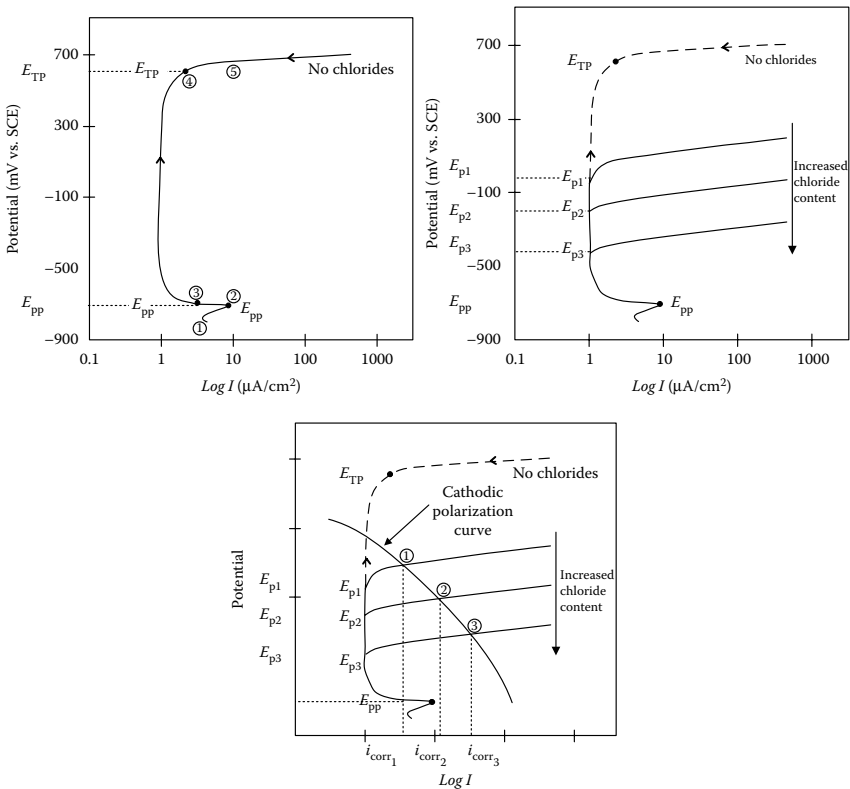 700
E_TP
E_TP
④
⑤
No chlorides
300
Potential (mV vs. SCE)
−100
−500
③
②
E_pp
E_pp
E_pp
①
−900
0.1 1 10 100 1000
Log I (µA/cm²)
700
E_TP
No chlorides
300
Potential (mV vs. SCE)
E_p1
E_p1
Increased
chloride
content
−100
E_p2
E_p2
E_p3
E_p3
−500
E_pp
E_pp
−900
0.1 1 10 100 1000
Log I (µA/cm²)
E_TP
No chlorides
Cathodic
polarization
curve
①
Potential
E_p1
E_p1
②
Increased
chloride
content
E_p2
E_p2
③
E_p3
E_p3
E_pp
i_corr₁ i_corr₂ i_corr₃
Log I